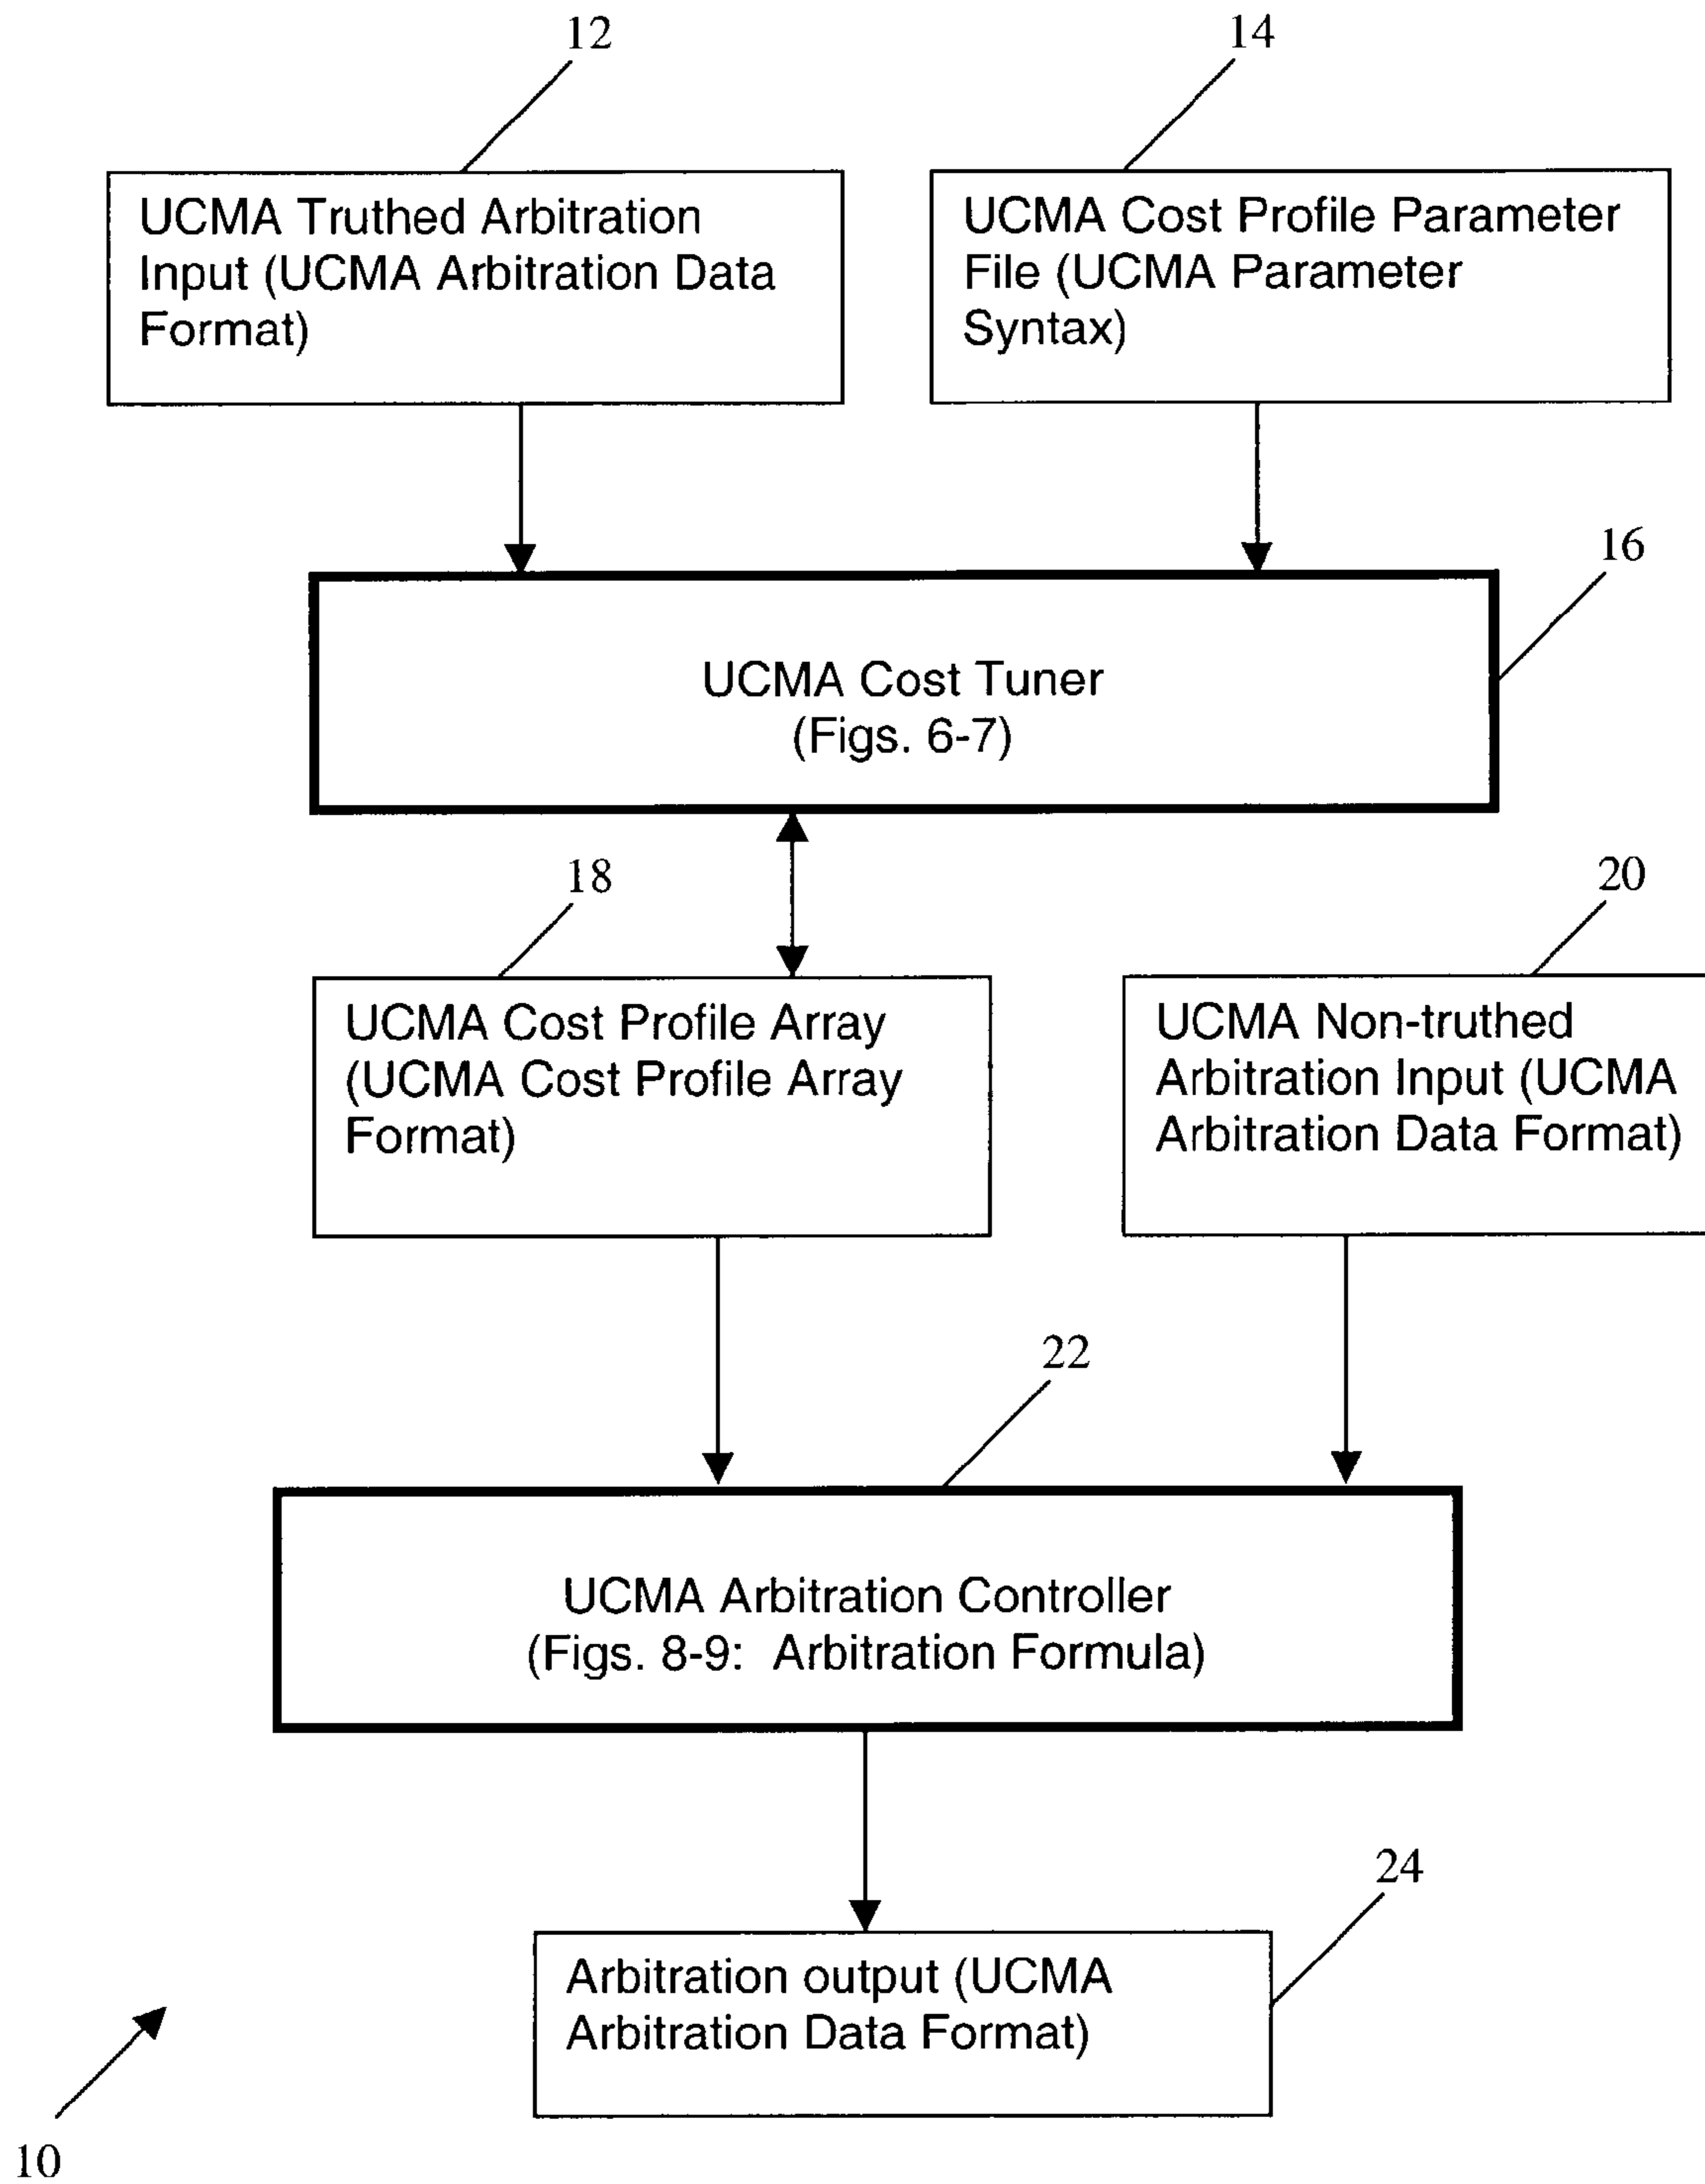 12
14
UCMA Truthed Arbitration
Input (UCMA Arbitration Data
Format)
UCMA Cost Profile Parameter
File (UCMA Parameter
Syntax)
16
UCMA Cost Tuner
(Figs. 6-7)
18
20
UCMA Cost Profile Array
(UCMA Cost Profile Array
Format)
UCMA Non-truthed
Arbitration Input (UCMA
Arbitration Data Format)
22
UCMA Arbitration Controller
(Figs. 8-9: Arbitration Formula)
24
Arbitration output (UCMA
Arbitration Data Format)
10